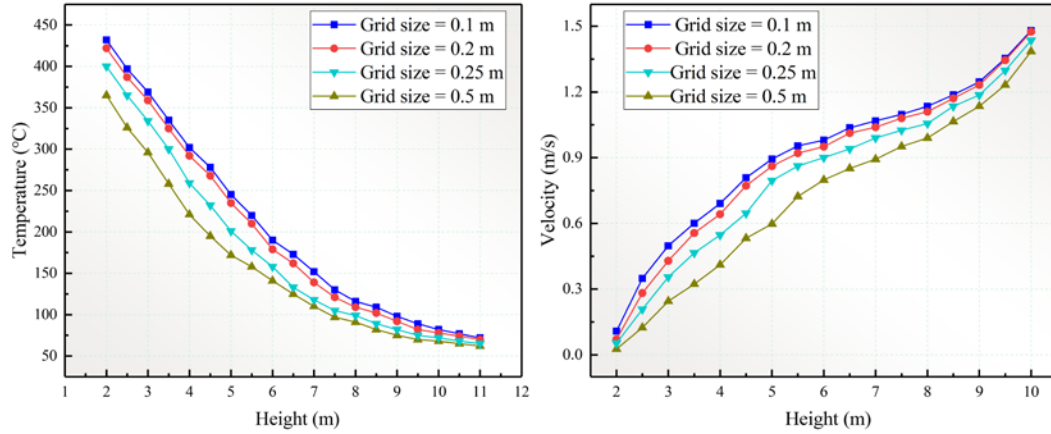 450
400
350
300
250
200
150
100
50
Temperature (°C)
Grid size = 0.1 m
Grid size = 0.2 m
Grid size = 0.25 m
Grid size = 0.5 m
1 2 3 4 5 6 7 8 9 10 11 12
Height (m)
1.5
1.2
0.9
0.6
0.3
0.0
Velocity (m/s)
Grid size = 0.1 m
Grid size = 0.2 m
Grid size = 0.25 m
Grid size = 0.5 m
2 3 4 5 6 7 8 9 10
Height (m)